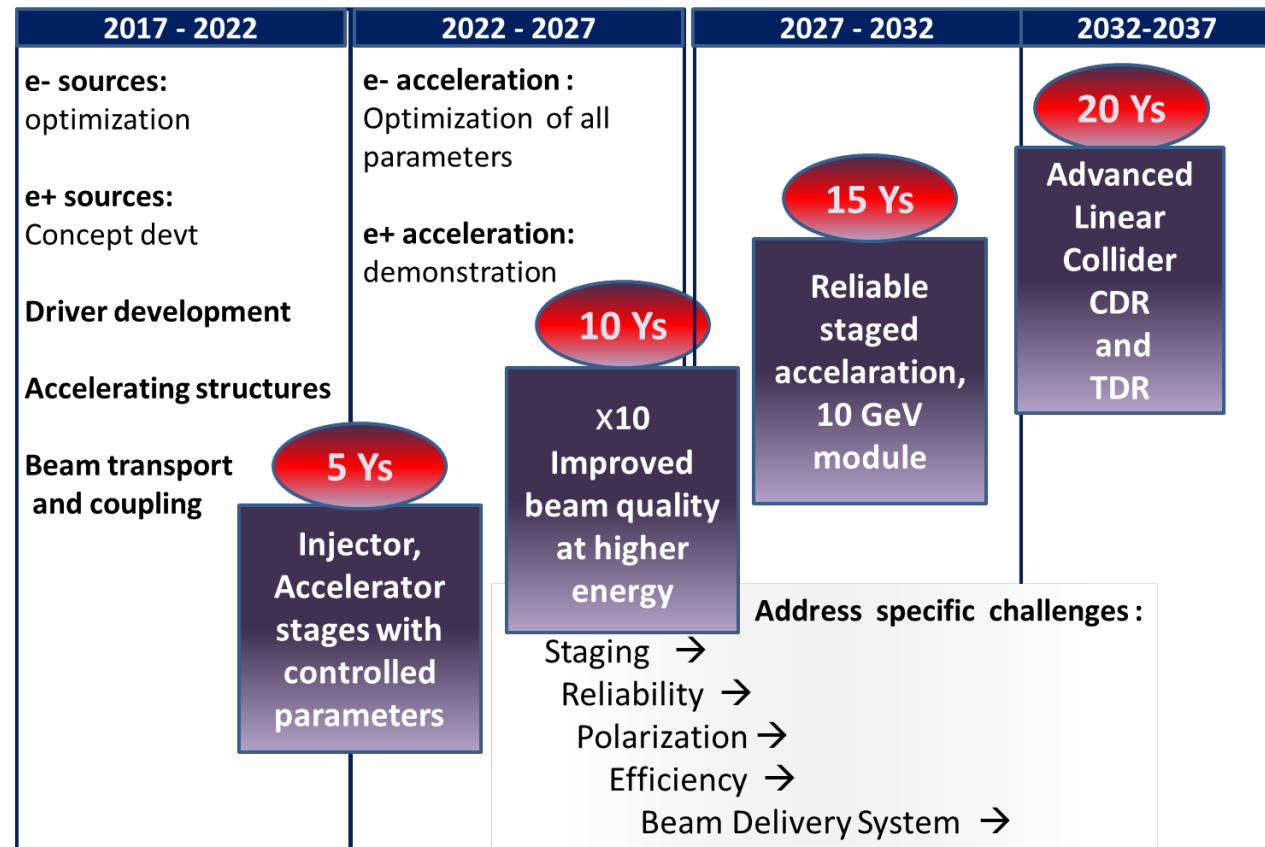 2017 - 2022
2022 - 2027
2027 - 2032
2032-2037
e- sources:
optimization
e+ sources:
Concept devt
Driver development
Accelerating structures
Beam transport
and coupling
e- acceleration :
Optimization of all
parameters
e+ acceleration:
demonstration
5 Ys
Injector,
Accelerator
stages with
controlled
parameters
10 Ys
x10
Improved
beam quality
at higher
energy
15 Ys
Reliable
staged
accelaration,
10 GeV
module
20 Ys
Advanced
Linear
Collider
CDR
and
TDR
Address specific challenges :
Staging →
Reliability →
Polarization →
Efficiency →
Beam Delivery System →